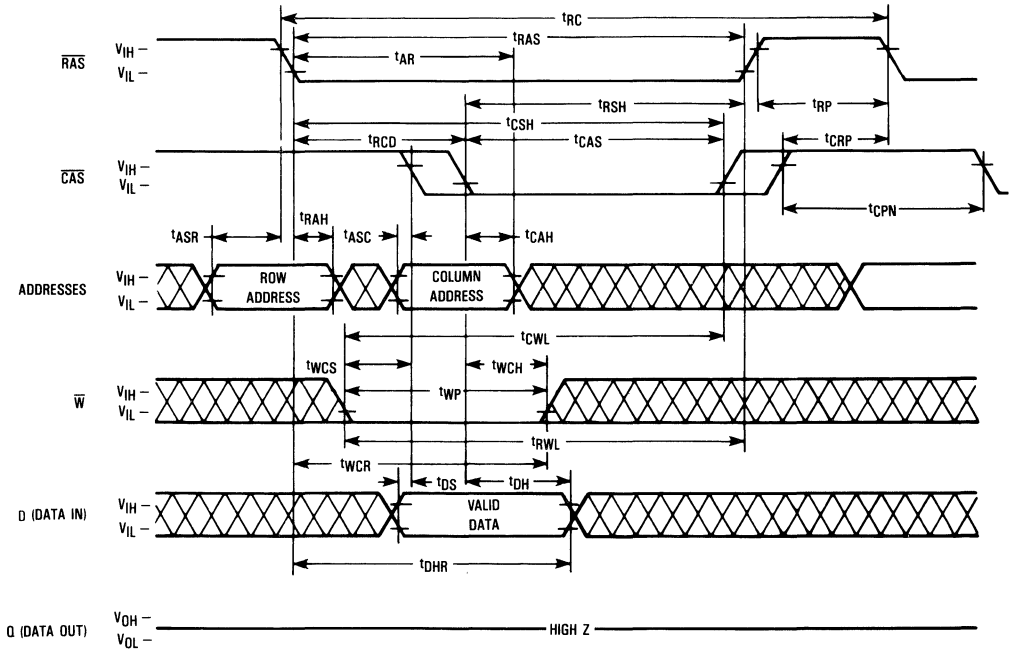 tRC
tRAS
tAR
RAS
VIH
VIL
tRSH
tRP
tCSH
tRCD
tCAS
tCRP
CAS
VIH
VIL
tCPN
tRAH
tASR
tASC
tCAH
ADDRESSES
VIH
VIL
ROW
ADDRESS
COLUMN
ADDRESS
tCWL
tWCS
tWCH
W
VIH
VIL
tWP
tRWL
tWCR
tDS
tDH
D (DATA IN)
VIH
VIL
VALID
DATA
tDHR
Q (DATA OUT)
VOH
VOL
HIGH Z